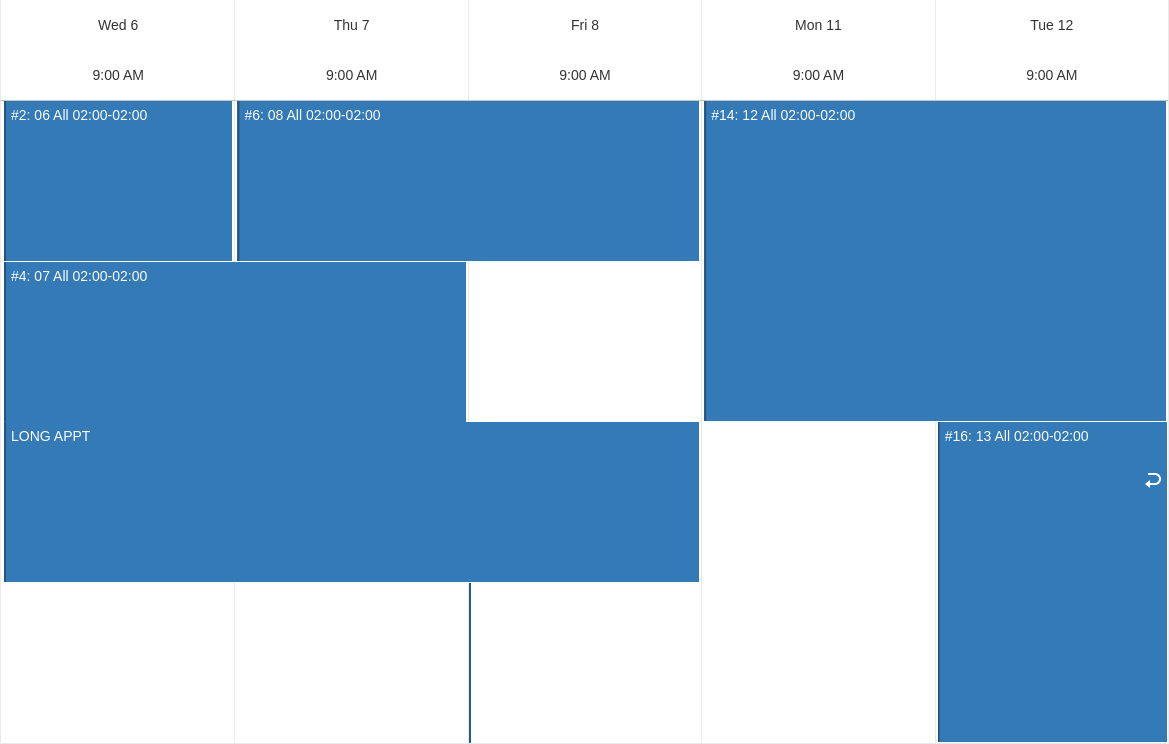 Wed 6
Thu 7
Fri 8
Mon 11
Tue 12
9:00 AM
9:00 AM
9:00 AM
9:00 AM
9:00 AM
#2: 06 All 02:00-02:00
#6: 08 All 02:00-02:00
#14: 12 All 02:00-02:00
#4: 07 All 02:00-02:00
LONG APPT
#16: 13 All 02:00-02:00